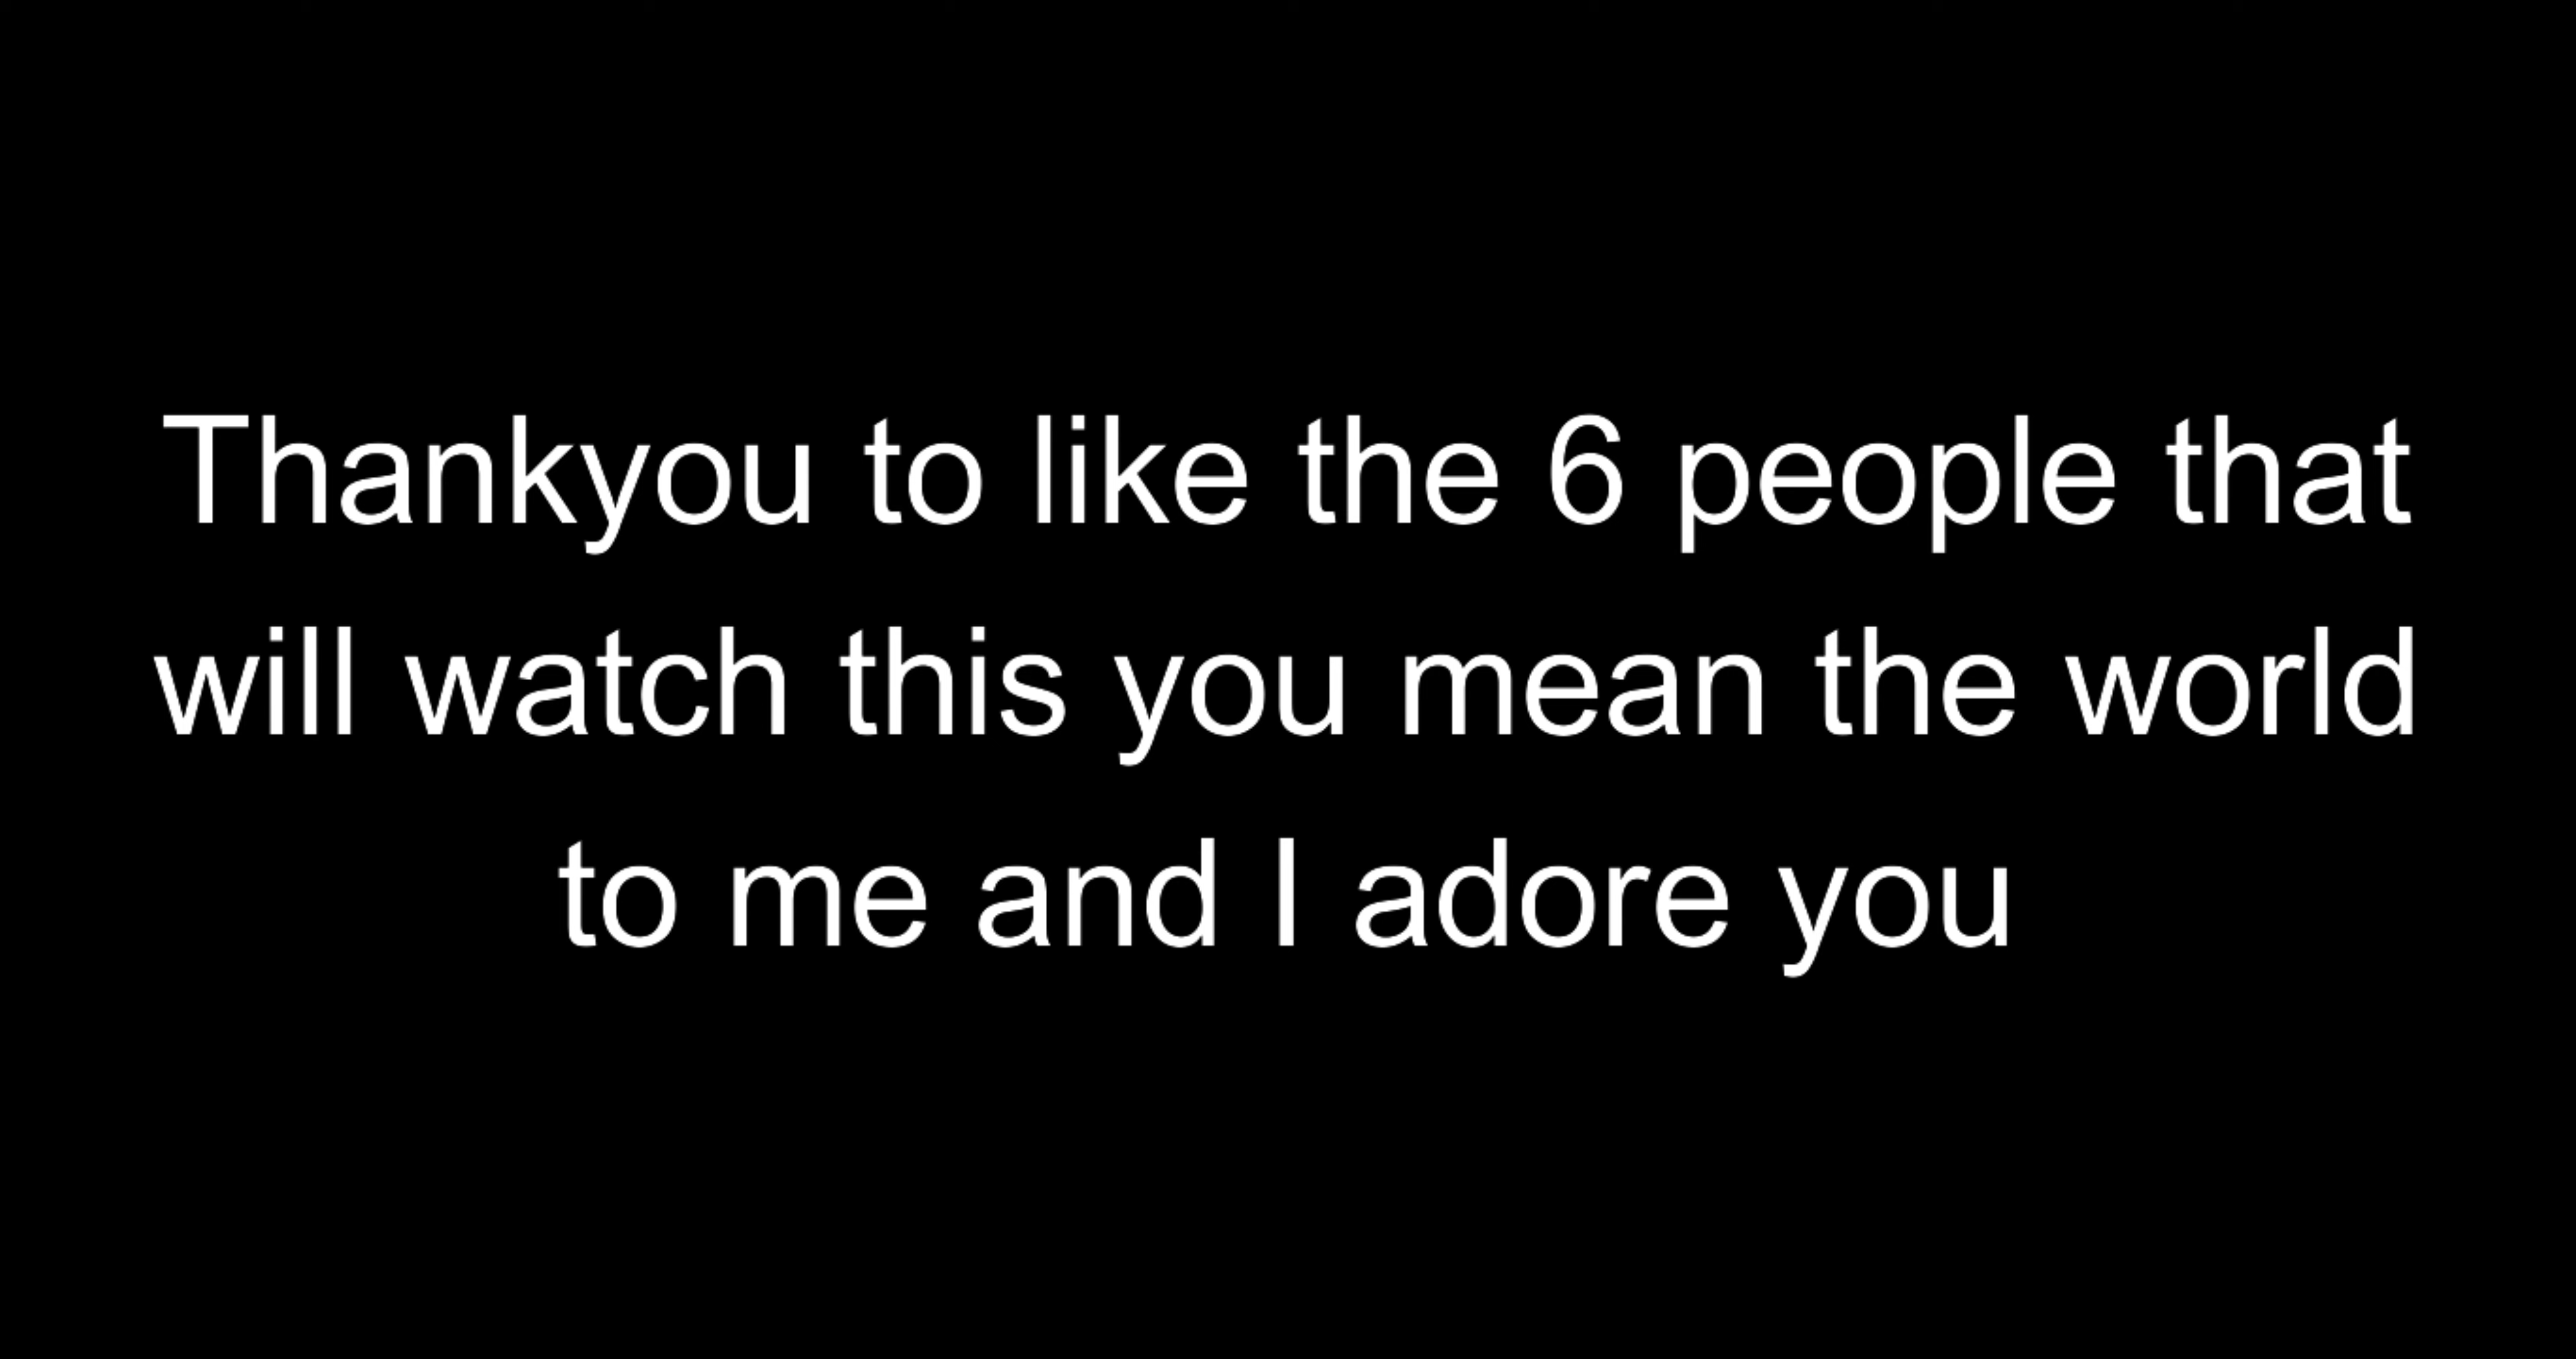 Thankyou to like the 6 people that
will watch this you mean the world
to me and I adore you